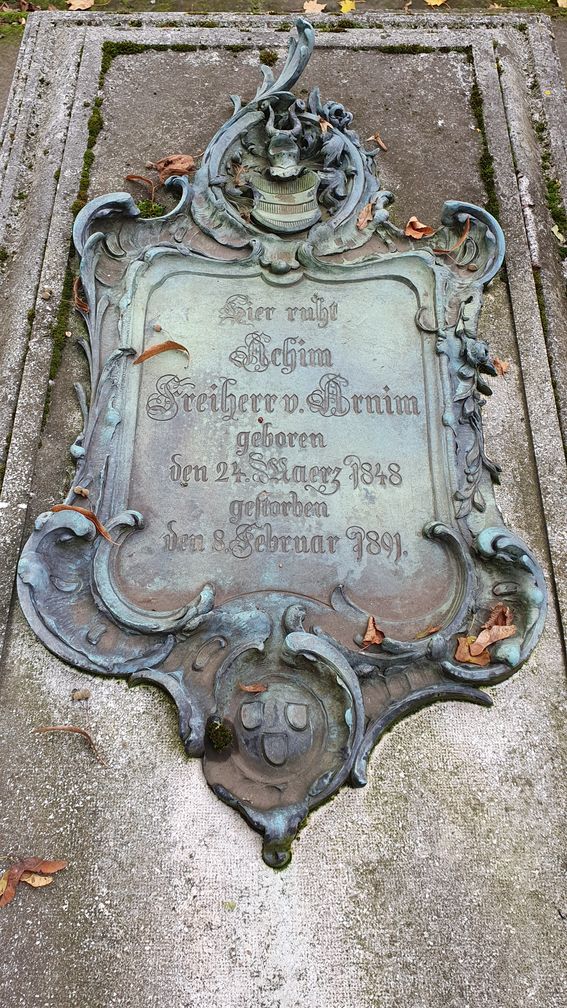 Hier ruht
Achim
Freiherr v. Arnim
geboren
den 24. Maerz 1848
gestorben
den 8. Februar 1891.